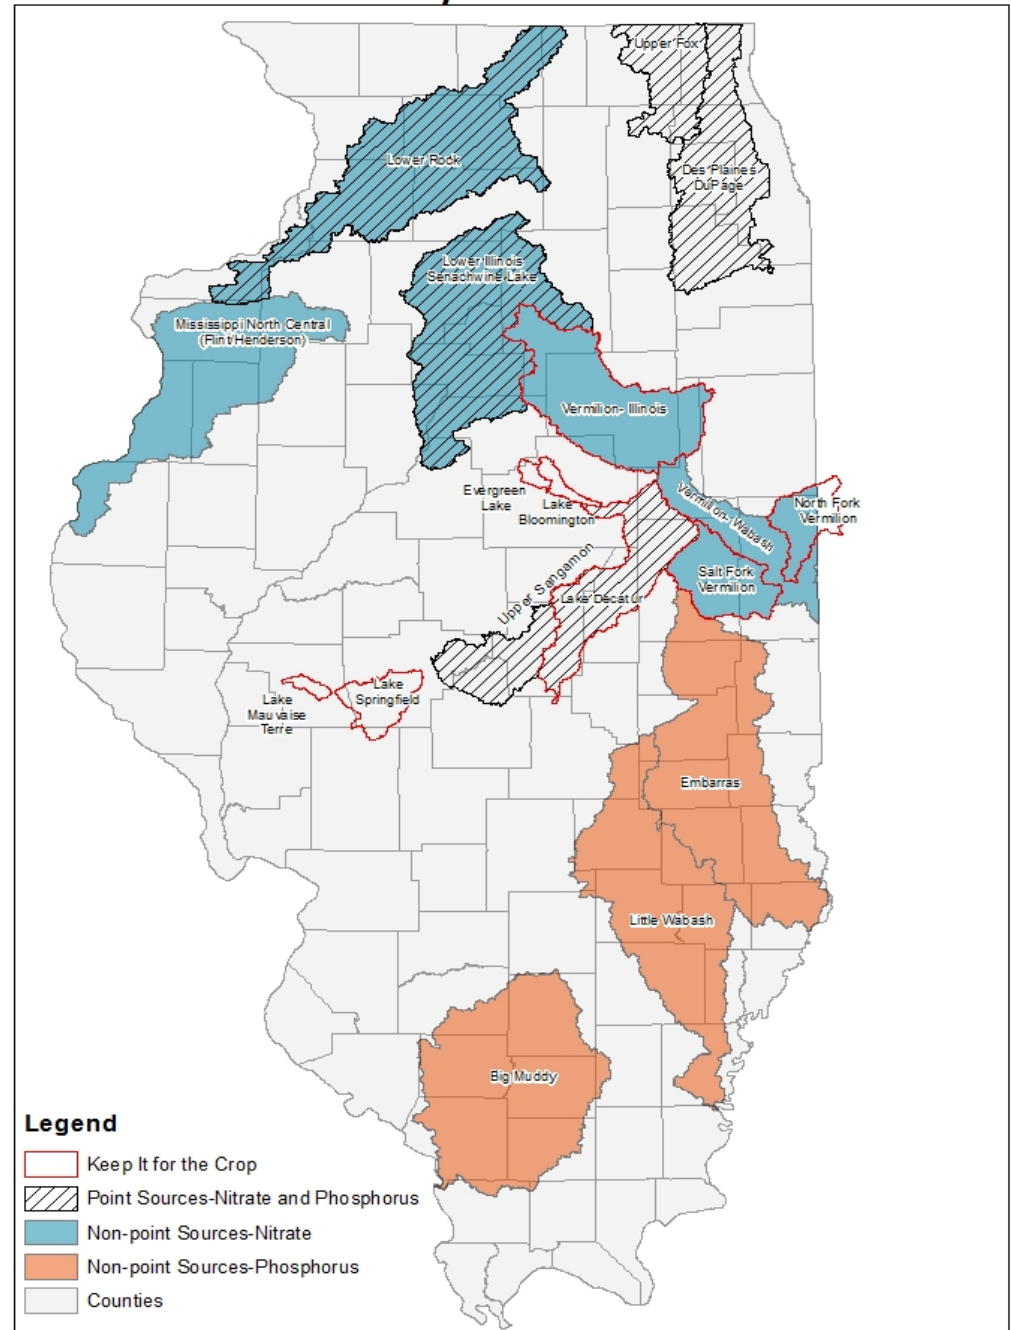 Upper Fox
Lower Rock
Des Plaines
DuPage
Lower Illinois
Senachwine Lake
Mississippi North Central
(Flint/Henderson)
Vermilion- Illinois
Evergreen
Lake
Lake
Bloomington
Vermilion- Wabash
North Fork
Vermilion
Salt Fork
Vermilion
Upper Sangamon
Lake Decatur
Lake
Springfield
Lake
Mauvaise
Terre
Embarras
Little Wabash
Big Muddy
Legend
Keep It for the Crop
Point Sources-Nitrate and Phosphorus
Non-point Sources-Nitrate
Non-point Sources-Phosphorus
Counties